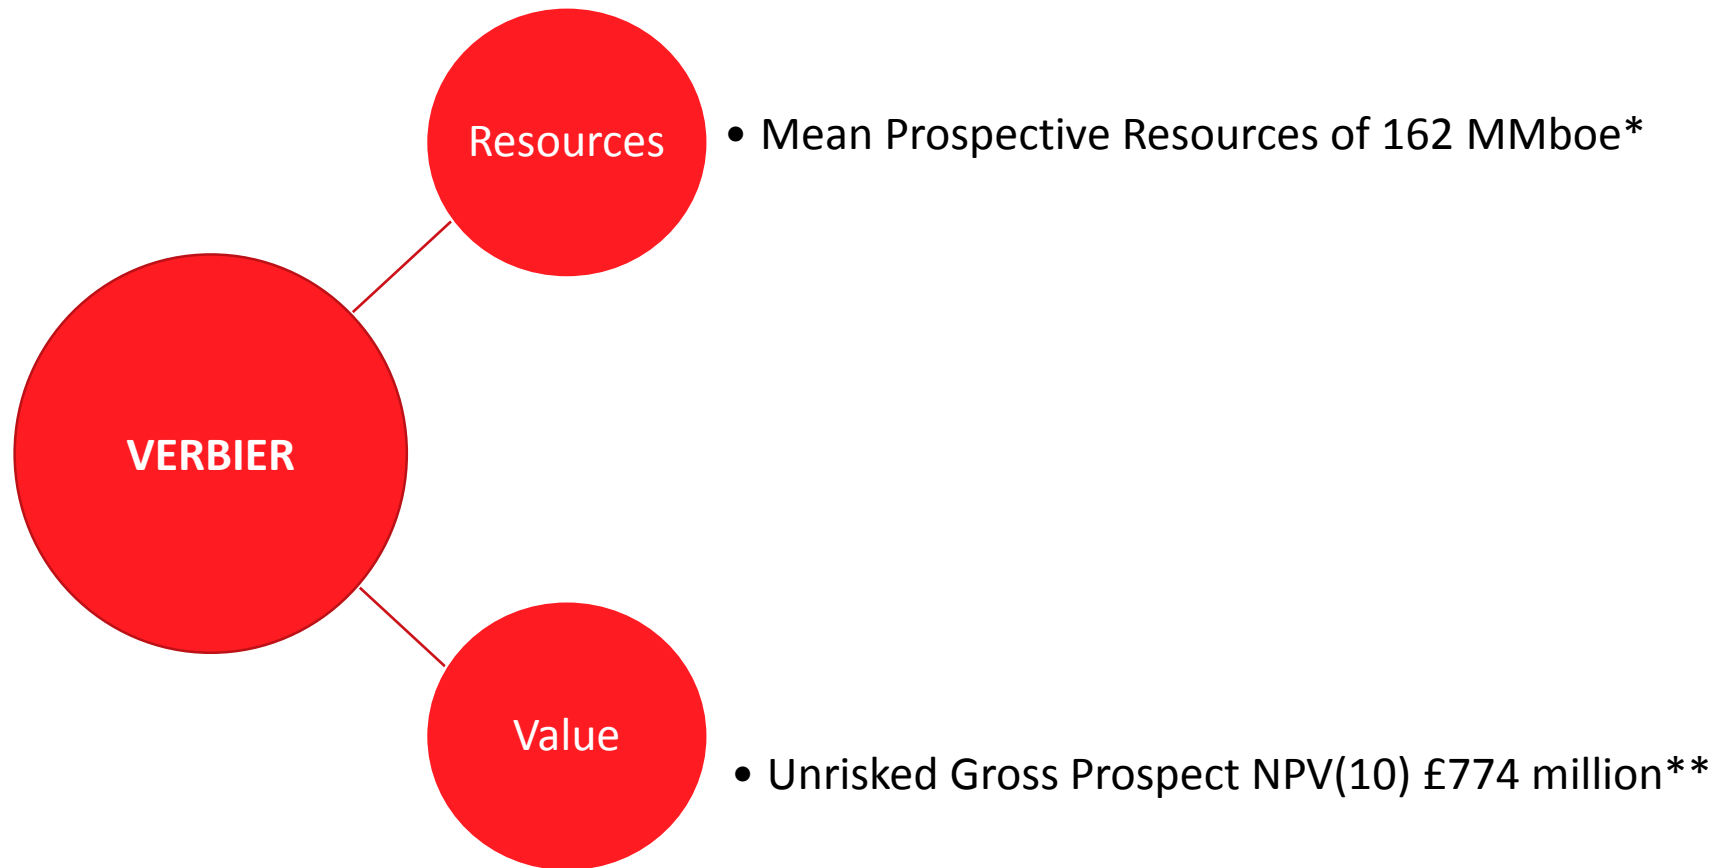 Resources
• Mean Prospective Resources of 162 MMboe*
VERBIER
Value
• Unrisked Gross Prospect NPV(10) £774 million**